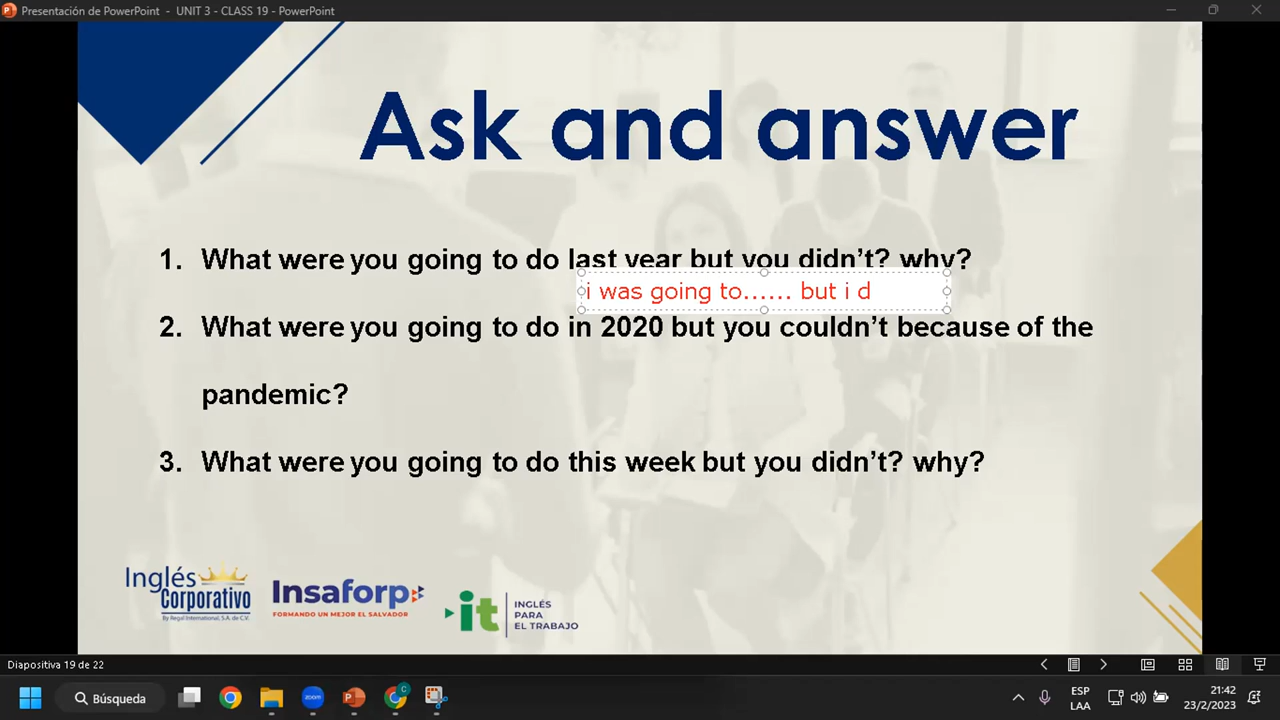 Presentación de PowerPoint - UNIT 3 - CLASS 19 - PowerPoint
Ask and answer
1. What were you going to do last year but you didn't? why?
i was going to...... but i d
2. What were you going to do in 2020 but you couldn't because of the
pandemic?
3. What were you going to do this week but you didn't? why?
Inglés
Corporativo
By Regal International, S.A. de C.V.
Insaforp
FORMANDO UN MEJOR EL SALVADOR
it
INGLÉS
PARA
EL TRABAJO
Diapositiva 19 de 22
Búsqueda
ESP
LAA
21:42
23/2/2023